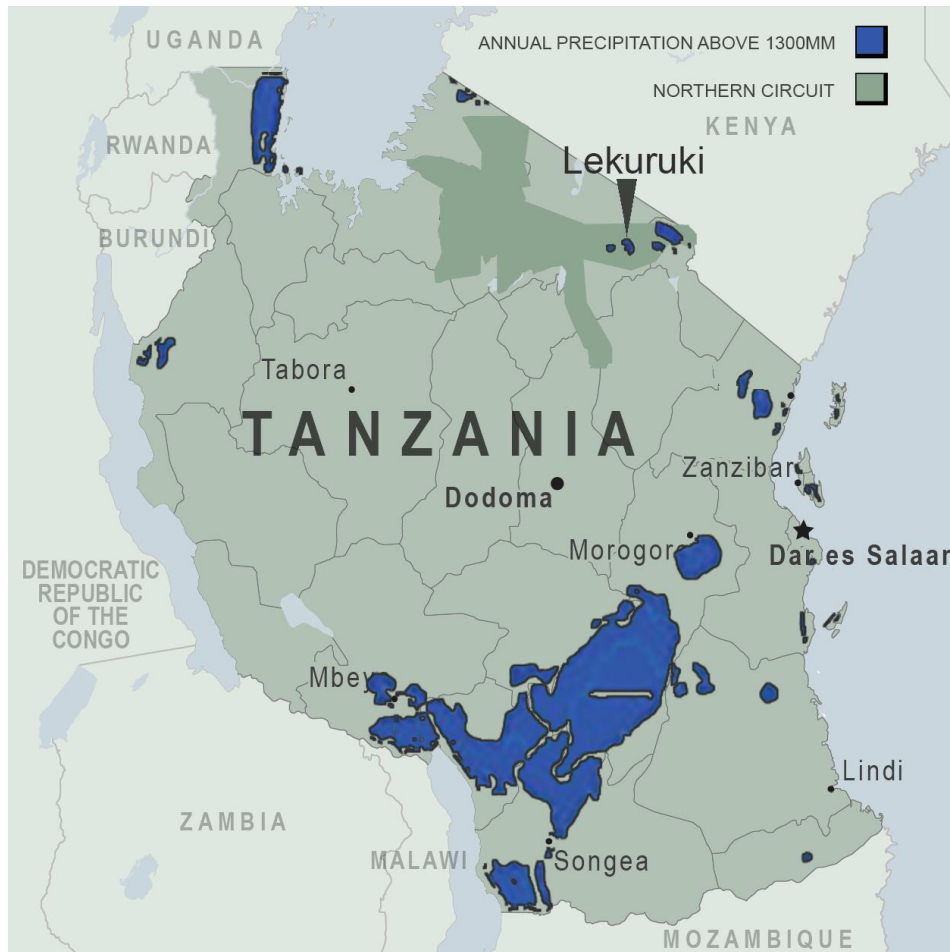 UGANDA
ANNUAL PRECIPITATION ABOVE 1300MM
NORTHERN CIRCUIT
KENYA
RWANDA
Lekuruki
BURUNDI
Tabora
TANZANIA
Zanzibar
Dodoma
Morogoro
Dar es Salaam
DEMOCRATIC
REPUBLIC
OF THE
CONGO
Mbey
Lindi
ZAMBIA
MALAWI
Songea
MOZAMBIQUE